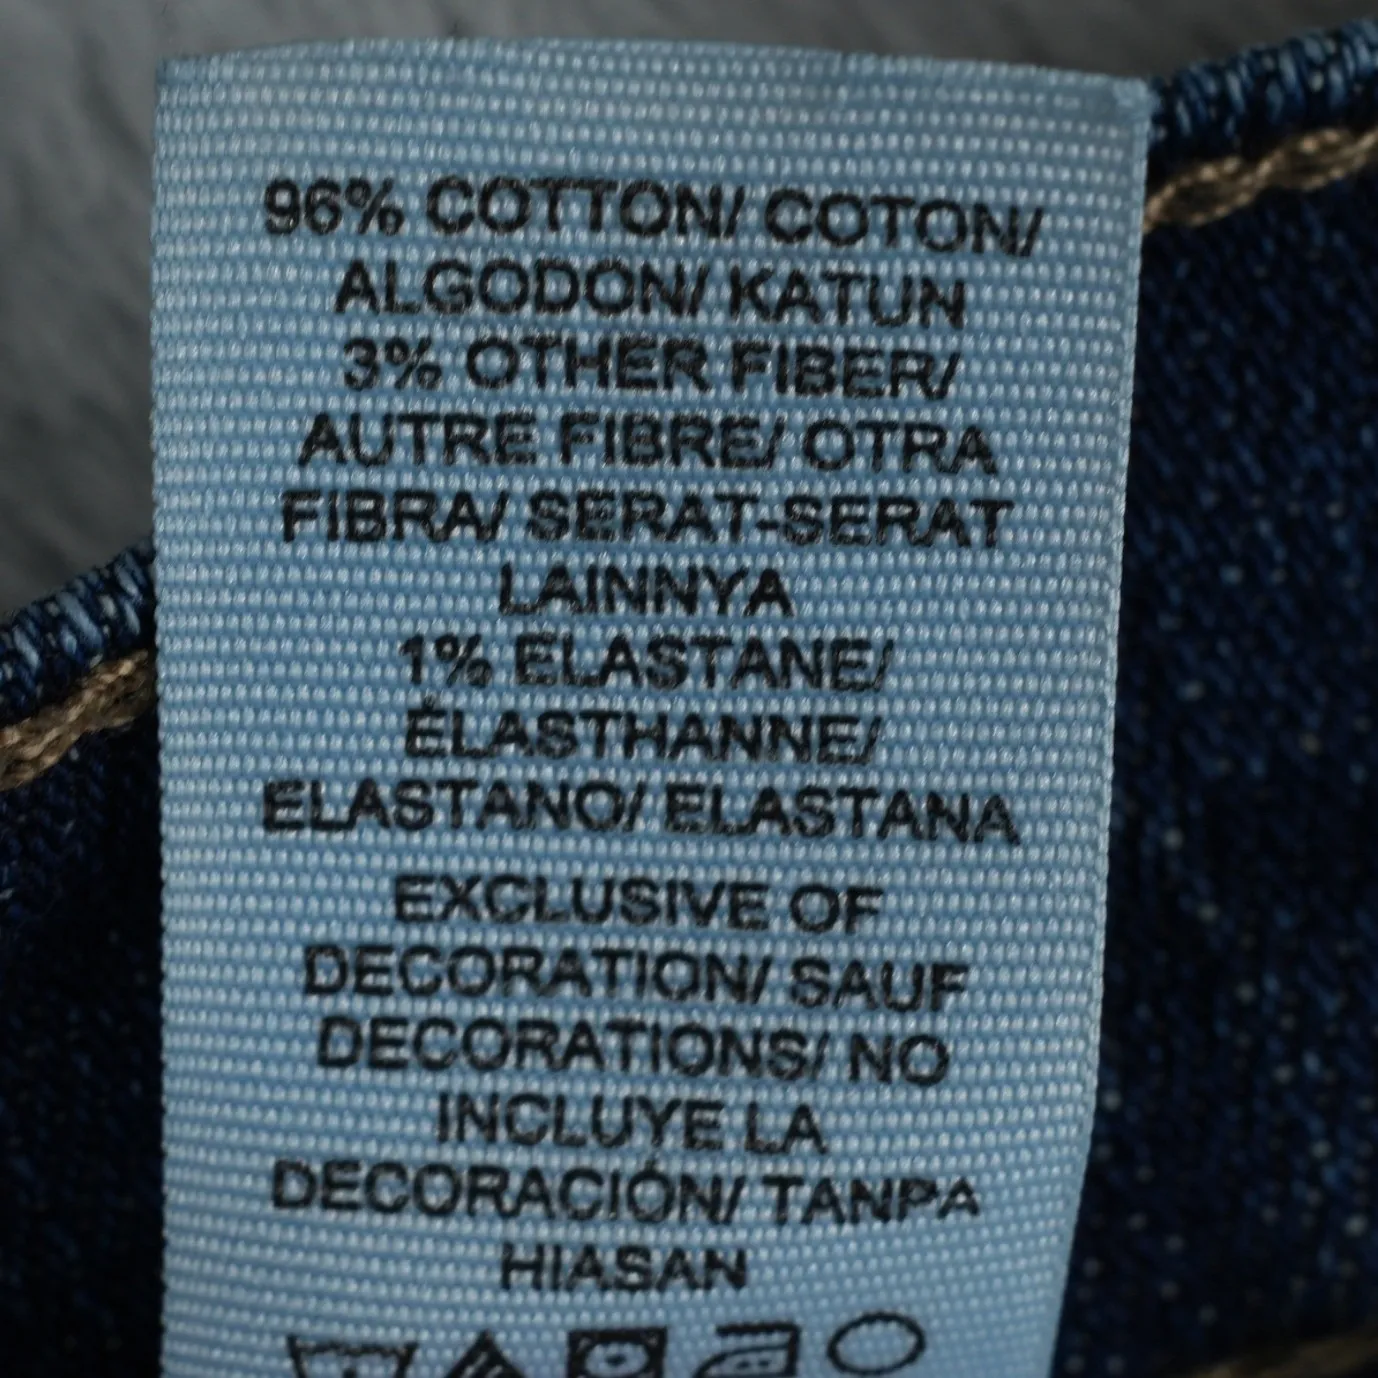 96% COTTON/ COTON/
ALGODON/ KATUN
3% OTHER FIBER/
AUTRE FIBRE/ OTRA
FIBRA/ SERAT-SERAT
LAINNYA
1% ELASTANE/
ÉLASTHANNE/
ELASTANO/ ELASTANA
EXCLUSIVE OF
DECORATION/ SAUF
DECORATIONS/ NO
INCLUYE LA
DECORACIÓN/ TANPA
HIASAN